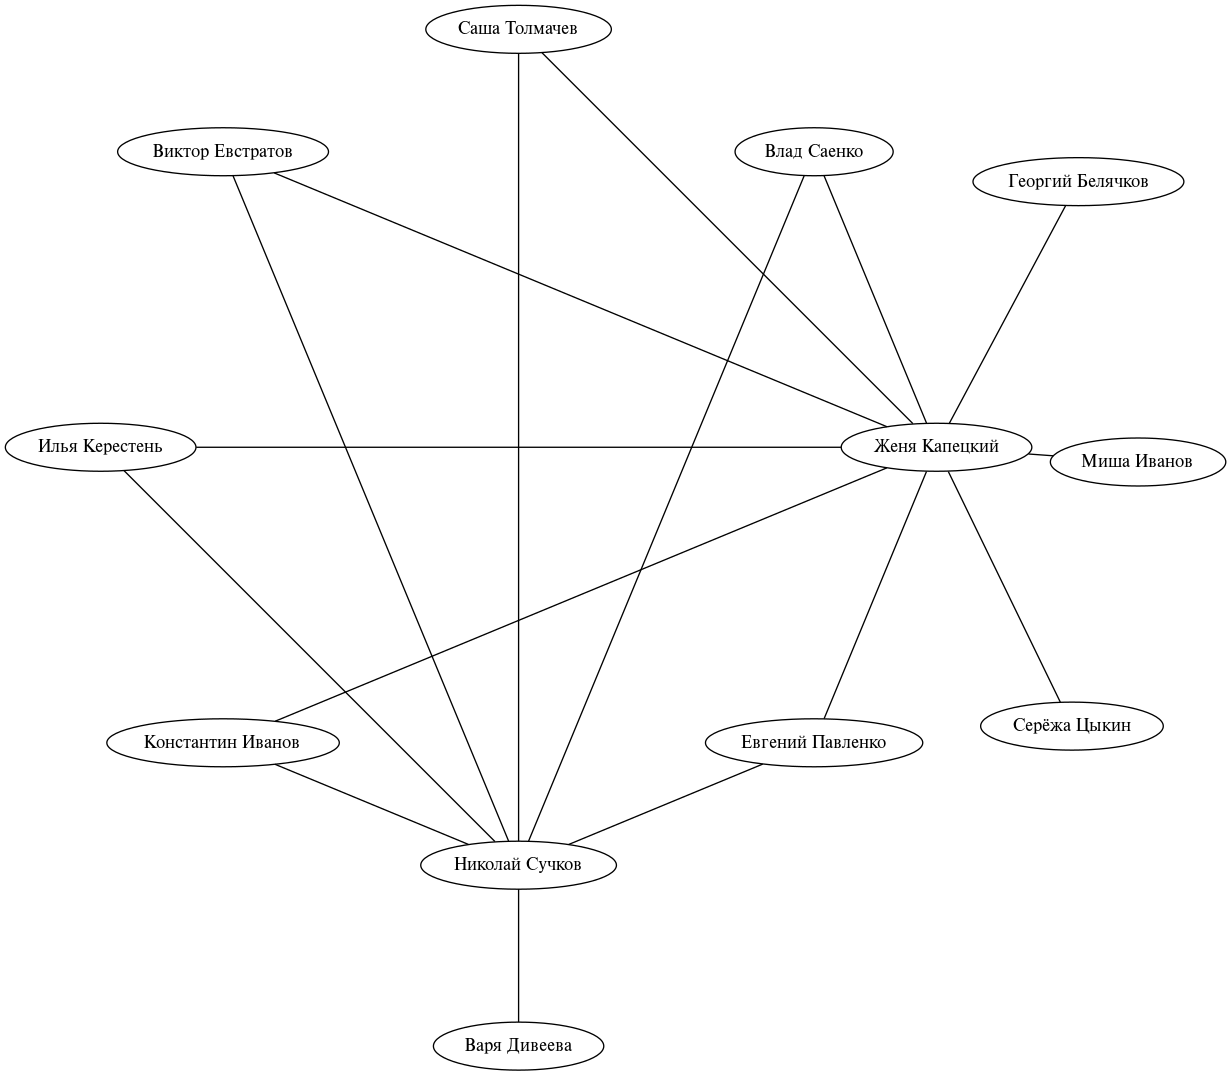 Саша Толмачев
Виктор Евстратов
Влад Саенко
Георгий Белячков
Илья Керестень
Женя Капецкий
Миша Иванов
Серёжа Цыкин
Константин Иванов
Евгений Павленко
Николай Сучков
Варя Дивеева